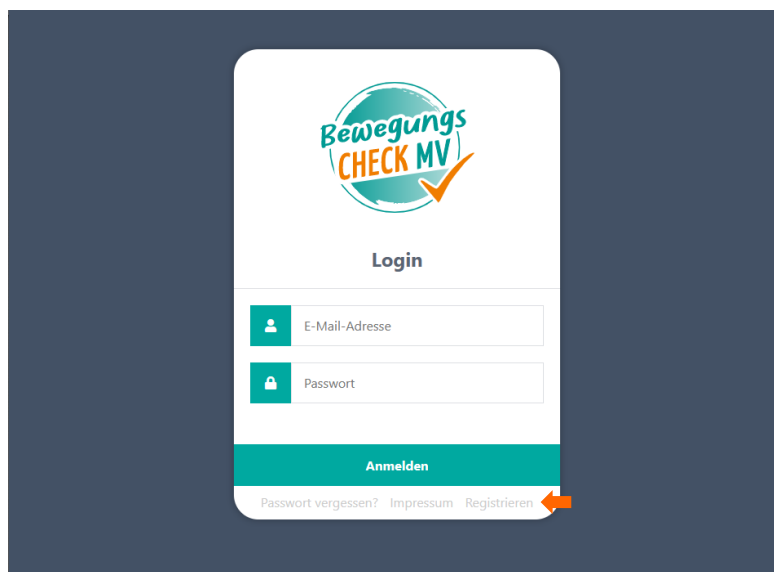 Bewegungs
CHECK MV
Login
E-Mail-Adresse
Passwort
Anmelden
Passwort vergessen? Impressum Registrieren